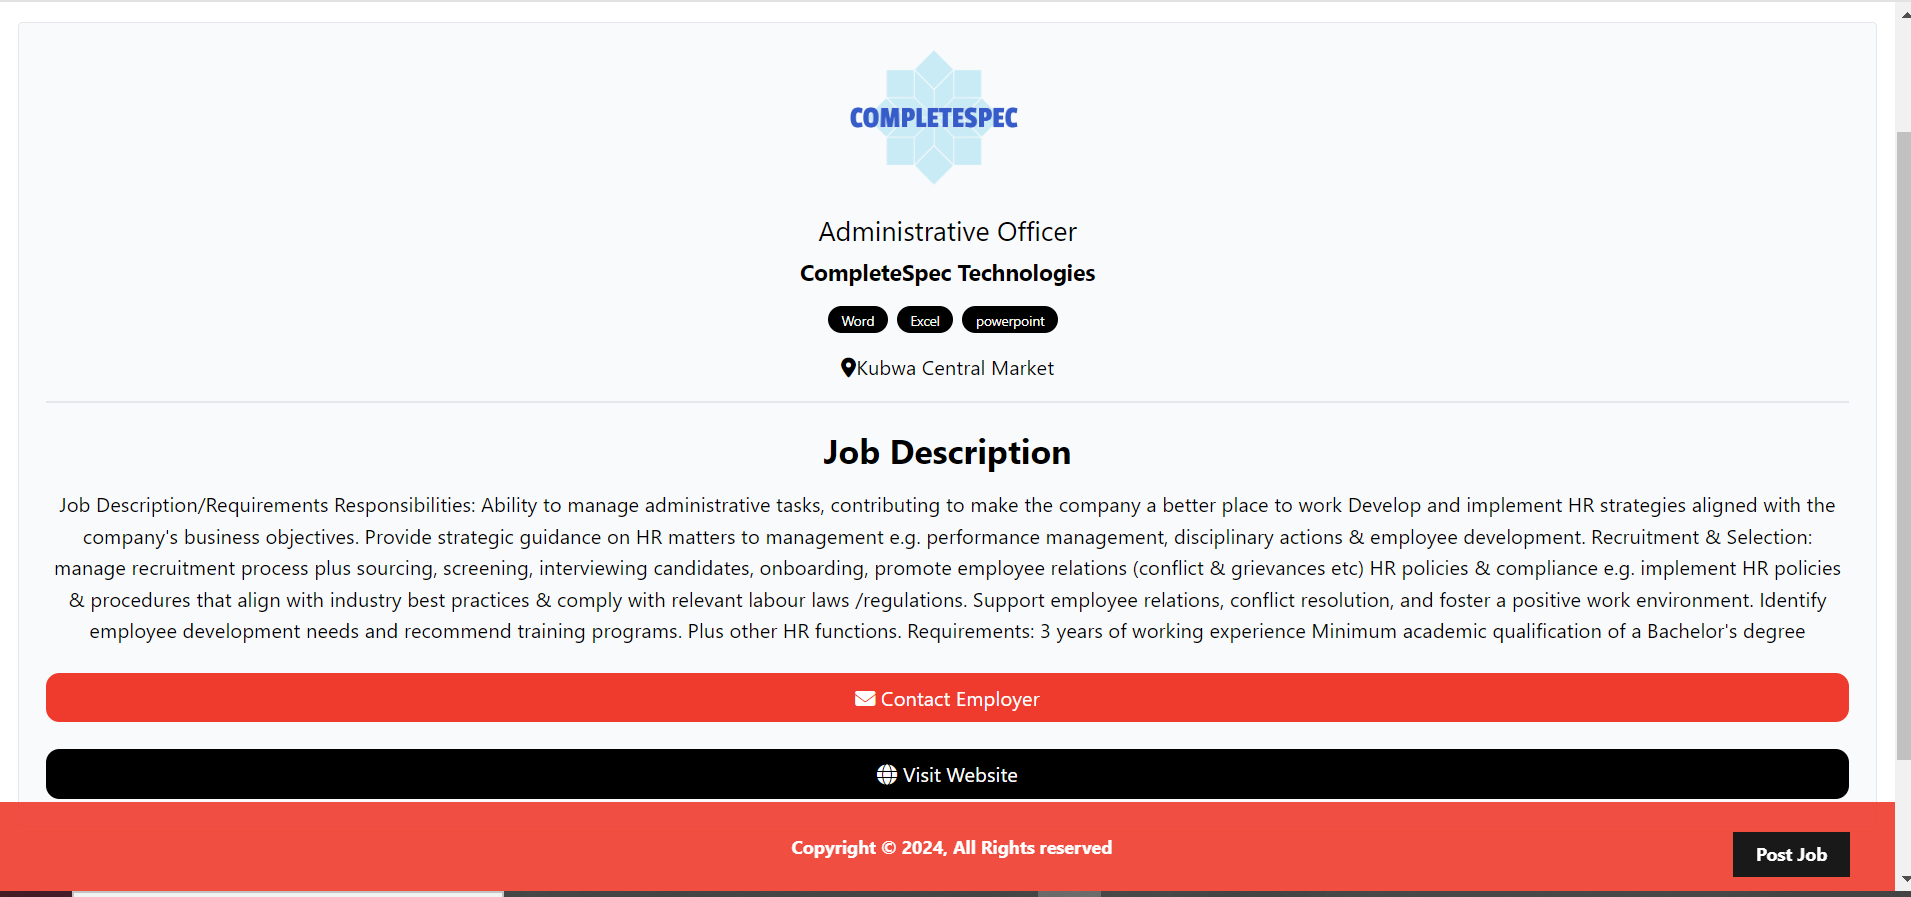 COMPLETESPEC
Administrative Officer
CompleteSpec Technologies
Word Excel powerpoint
Kubwa Central Market
Job Description
Job Description/Requirements Responsibilities: Ability to manage administrative tasks, contributing to make the company a better place to work Develop and implement HR strategies aligned with the
company's business objectives. Provide strategic guidance on HR matters to management e.g. performance management, disciplinary actions & employee development. Recruitment & Selection:
manage recruitment process plus sourcing, screening, interviewing candidates, onboarding, promote employee relations (conflict & grievances etc) HR policies & compliance e.g. implement HR policies
& procedures that align with industry best practices & comply with relevant labour laws /regulations. Support employee relations, conflict resolution, and foster a positive work environment. Identify
employee development needs and recommend training programs. Plus other HR functions. Requirements: 3 years of working experience Minimum academic qualification of a Bachelor's degree
Contact Employer
Visit Website
Copyright © 2024, All Rights reserved
Post Job